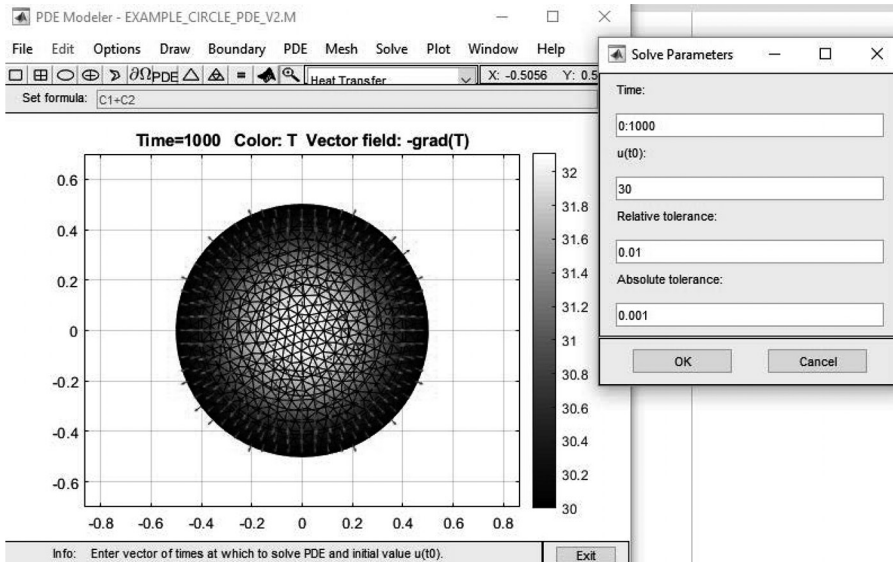 PDE Modeler - EXAMPLE_CIRCLE_PDE_V2.M
File Edit Options Draw Boundary PDE Mesh Solve Plot Window Help
∂Ω PDE = Heat Transfer X: -0.5056 Y: 0.5
Set formula: C1+C2
Time=1000 Color: T Vector field: -grad(T)
0.6
0.4
0.2
0
-0.2
-0.4
-0.6
-0.8 -0.6 -0.4 -0.2 0 0.2 0.4 0.6 0.8
32
31.8
31.6
31.4
31.2
31
30.8
30.6
30.4
30.2
30
Info: Enter vector of times at which to solve PDE and initial value u(t0).
Exit
Solve Parameters
Time:
0:1000
u(t0):
30
Relative tolerance:
0.01
Absolute tolerance:
0.001
OK Cancel